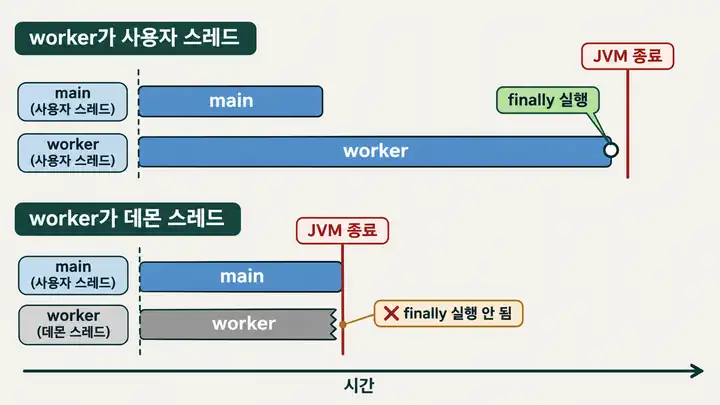 worker가 사용자 스레드
JVM 종료
main
(사용자 스레드)
main
finally 실행
worker
(사용자 스레드)
worker
worker가 데몬 스레드
JVM 종료
main
(사용자 스레드)
main
worker
(데몬 스레드)
worker
❌ finally 실행 안 됨
시간